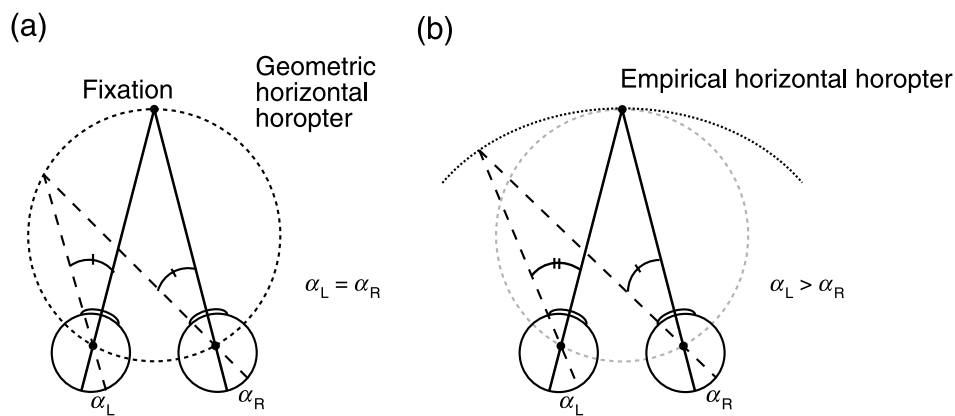 (a)
Fixation
Geometric
horizontal
horopter
α_L = α_R
α_L
α_R
(b)
Empirical horizontal horopter
α_L > α_R
α_L
α_R